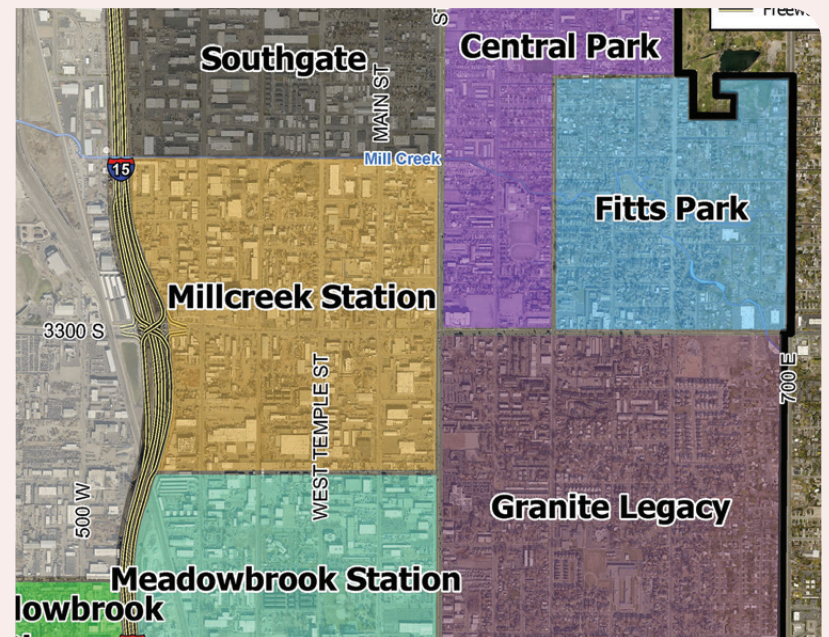 Southgate
Central Park
MAIN ST
Mill Creek
15
Fitts Park
Millcreek Station
3300 S
WEST TEMPLE ST
700 E
500 W
Granite Legacy
Meadowbrook Station
lowbrook